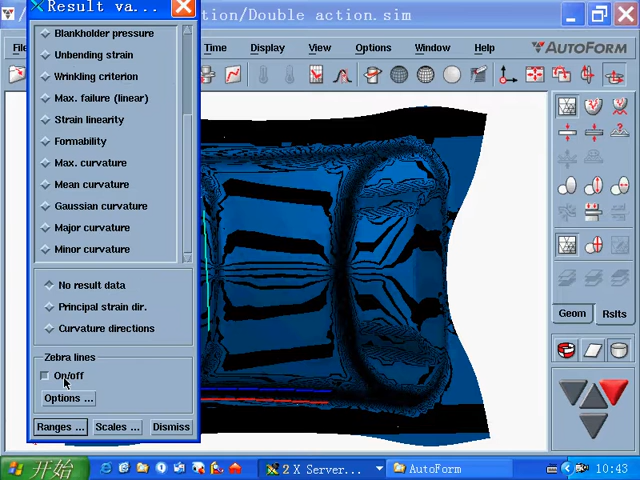 Result va...
tion/Double action.sim
Time Display View Options Window Help
AUTOFORM
Blankholder pressure
Unbending strain
Wrinkling criterion
Max. failure (linear)
Strain linearity
Formability
Max. curvature
Mean curvature
Gaussian curvature
Major curvature
Minor curvature
No result data
Principal strain dir.
Curvature directions
Zebra lines
On/off
Options ...
Ranges ... Scales ... Dismiss
Geom Rslts
开始
2 X Server...
AutoForm
10:43